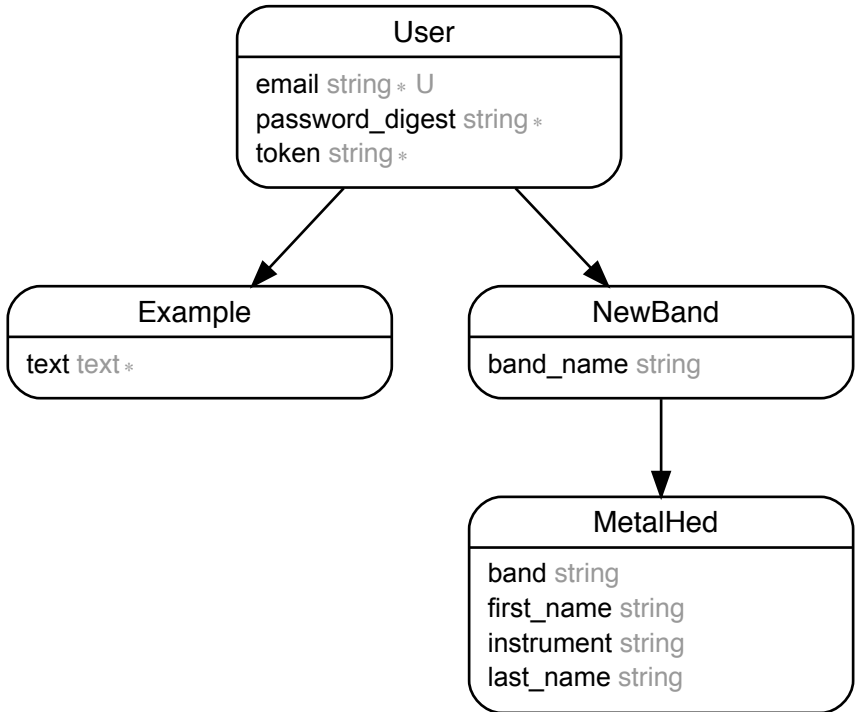 User
email string ∗ U
password_digest string ∗
token string ∗
Example
text text ∗
NewBand
band_name string
MetalHed
band string
first_name string
instrument string
last_name string